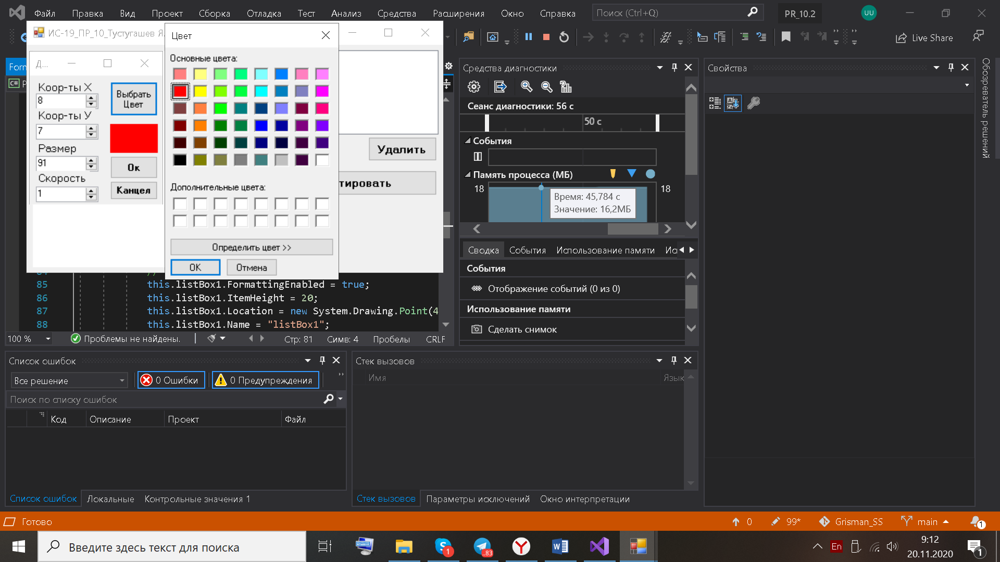 Файл Правка Вид Проект Сборка Отладка Тест Анализ Средства Расширения Окно Справка Поиск (Ctrl+Q) PR_10.2 UU
Live Share
ИС-19_ПР_10_Тустугашев Я.
Цвет
Основные цвета:
Дополнительные цвета:
Определить цвет >>
ОК Отмена
Д...
Коор-ты X
8
Коор-ты У
7
Размер
91
Скорость
1
Выбрать
Цвет
Ок
Канцел
Удалить
тировать
Form
C# P
85 this.listBox1.FormattingEnabled = true;
86 this.listBox1.ItemHeight = 20;
87 this.listBox1.Location = new System.Drawing.Point(4
88 this.listBox1.Name = "listBox1";
100 % Проблемы не найдены. Стр: 81 Симв: 4 Пробелы CRLF
Средства диагностики
Сеанс диагностики: 56 с
50 с
События
Память процесса (МБ)
18 18
Время: 45,784 с
Значение: 16,2МБ
Сводка События Использование памяти Ис
События
Отображение событий (0 из 0)
Использование памяти
Сделать снимок
Свойства
Обозреватель решений
Список ошибок
Все решение 0 Ошибки 0 Предупреждения
Поиск по списку ошибок
Код Описание Проект Файл
Список ошибок Локальные Контрольные значения 1
Стек вызовов
Имя Язык
Стек вызовов Параметры исключений Окно интерпретации
Готово 0 99* Grisman_SS main 1
Введите здесь текст для поиска
1
..83
En
9:12
20.11.2020
1